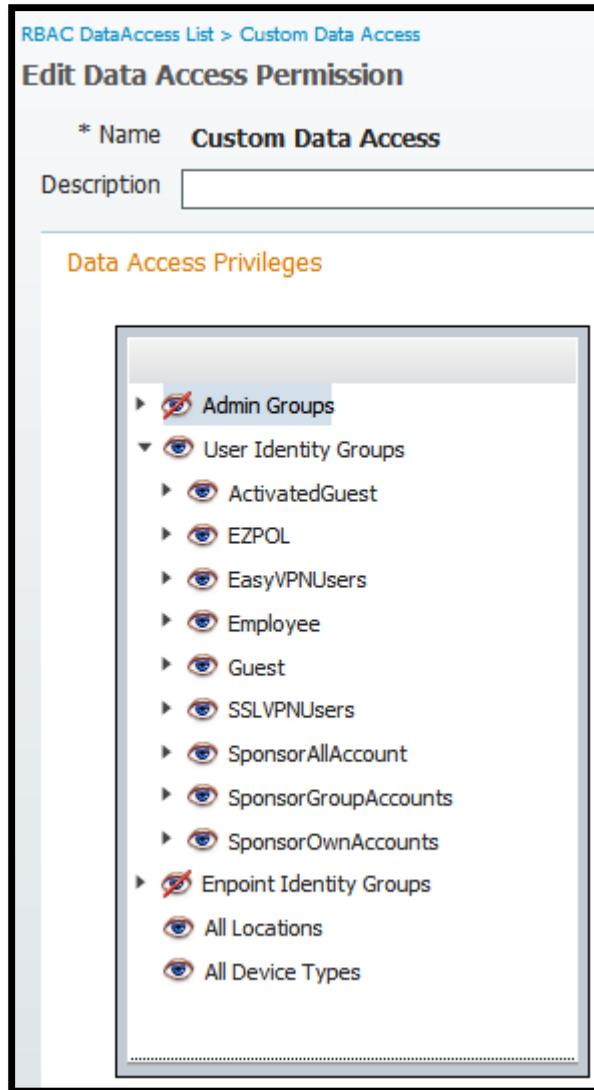 RBAC DataAccess List > Custom Data Access
Edit Data Access Permission
* Name Custom Data Access
Description
Data Access Privileges
Admin Groups
User Identity Groups
ActivatedGuest
EZPOL
EasyVPNUsers
Employee
Guest
SSLVPNUsers
SponsorAllAccount
SponsorGroupAccounts
SponsorOwnAccounts
Enpoint Identity Groups
All Locations
All Device Types